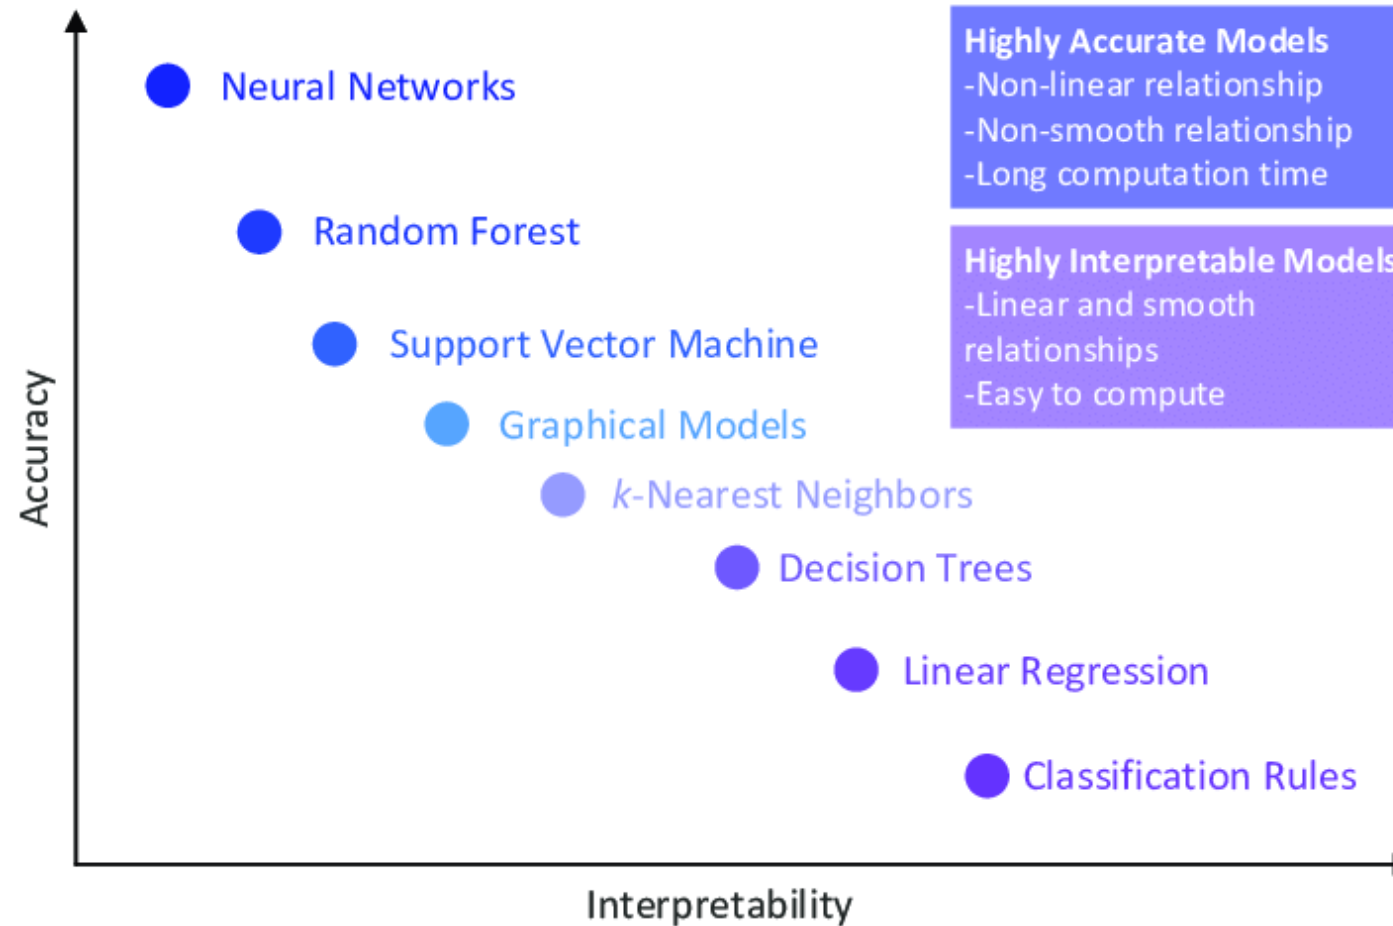 Highly Accurate Models
-Non-linear relationship
-Non-smooth relationship
-Long computation time
Highly Interpretable Models
-Linear and smooth
relationships
-Easy to compute
Neural Networks
Random Forest
Support Vector Machine
Graphical Models
k-Nearest Neighbors
Decision Trees
Linear Regression
Classification Rules
Accuracy
Interpretability